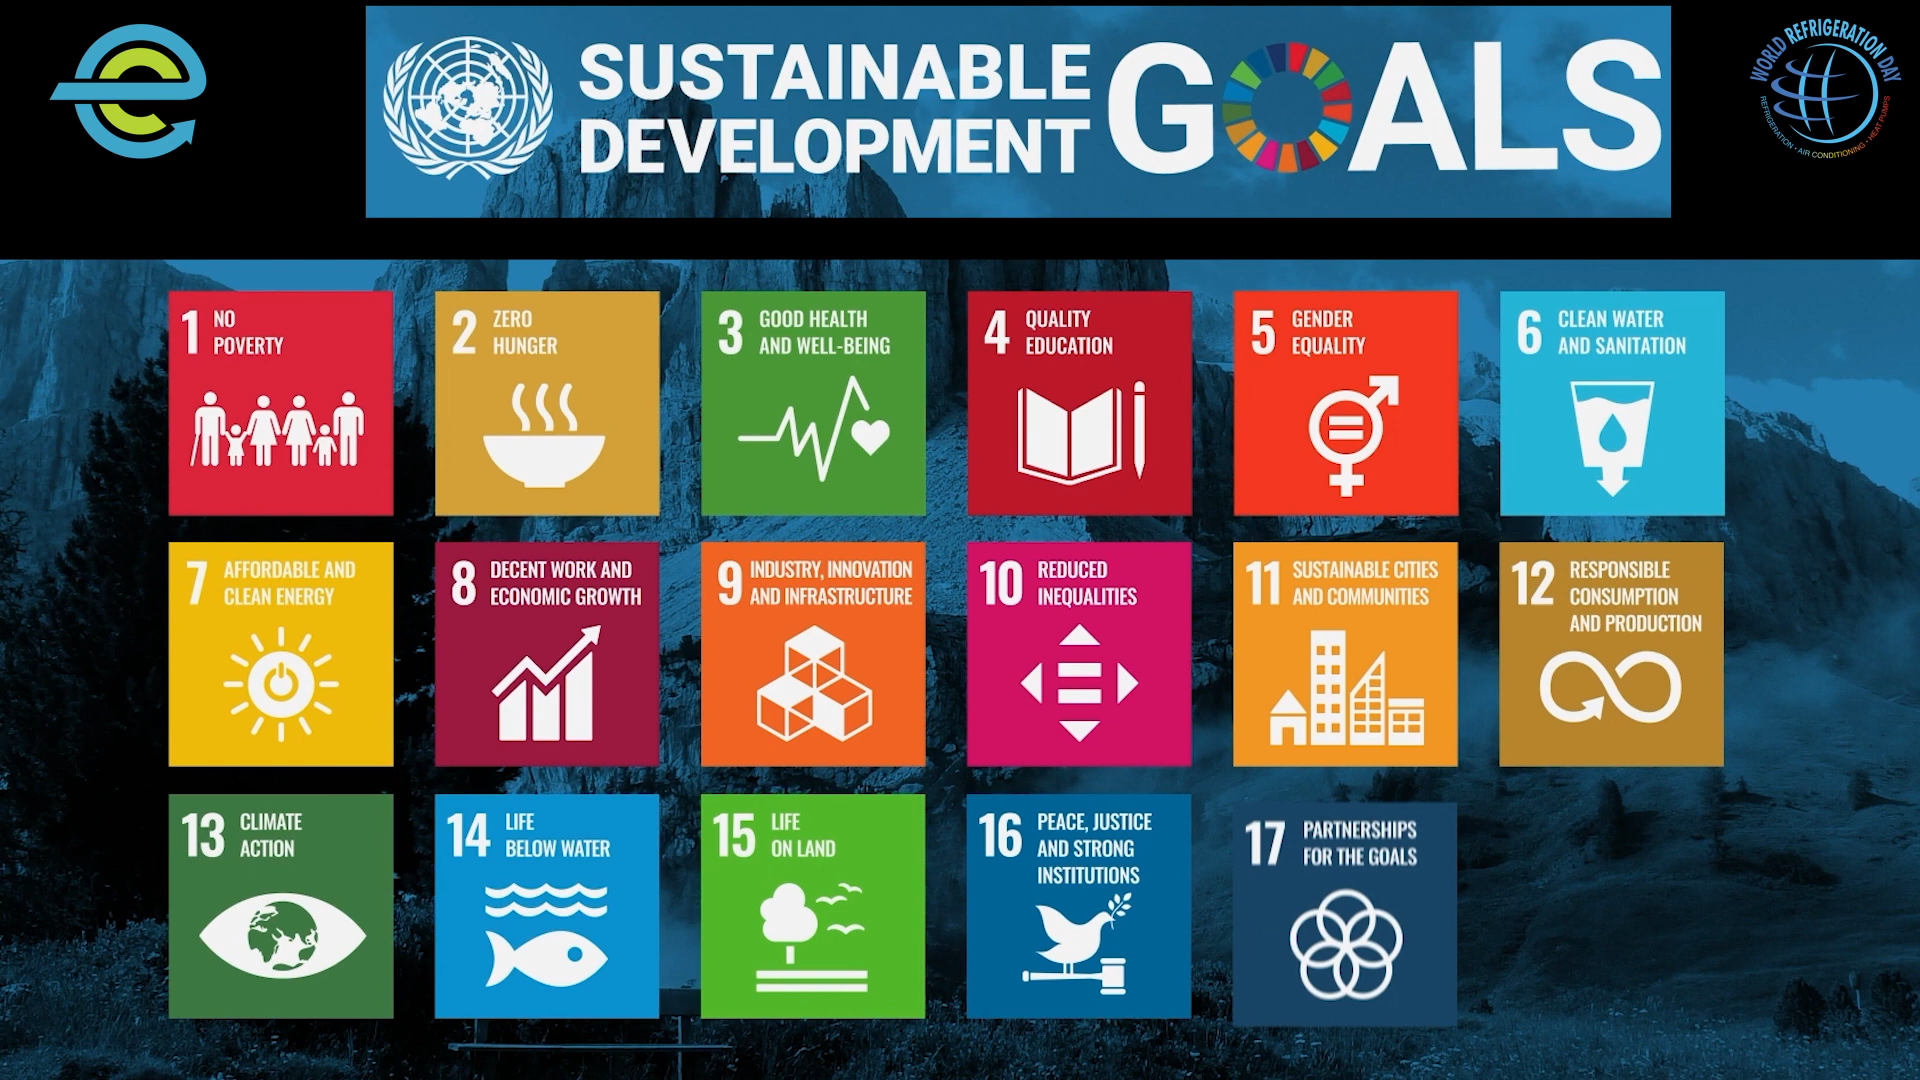 SUSTAINABLE
DEVELOPMENT
GOALS
WORLD REFRIGERATION DAY
REFRIGERATION • AIR CONDITIONING • HEAT PUMPS
1 NO
POVERTY
2 ZERO
HUNGER
3 GOOD HEALTH
AND WELL-BEING
4 QUALITY
EDUCATION
5 GENDER
EQUALITY
6 CLEAN WATER
AND SANITATION
7 AFFORDABLE AND
CLEAN ENERGY
8 DECENT WORK AND
ECONOMIC GROWTH
9 INDUSTRY, INNOVATION
AND INFRASTRUCTURE
10 REDUCED
INEQUALITIES
11 SUSTAINABLE CITIES
AND COMMUNITIES
12 RESPONSIBLE
CONSUMPTION
AND PRODUCTION
13 CLIMATE
ACTION
14 LIFE
BELOW WATER
15 LIFE
ON LAND
16 PEACE, JUSTICE
AND STRONG
INSTITUTIONS
17 PARTNERSHIPS
FOR THE GOALS